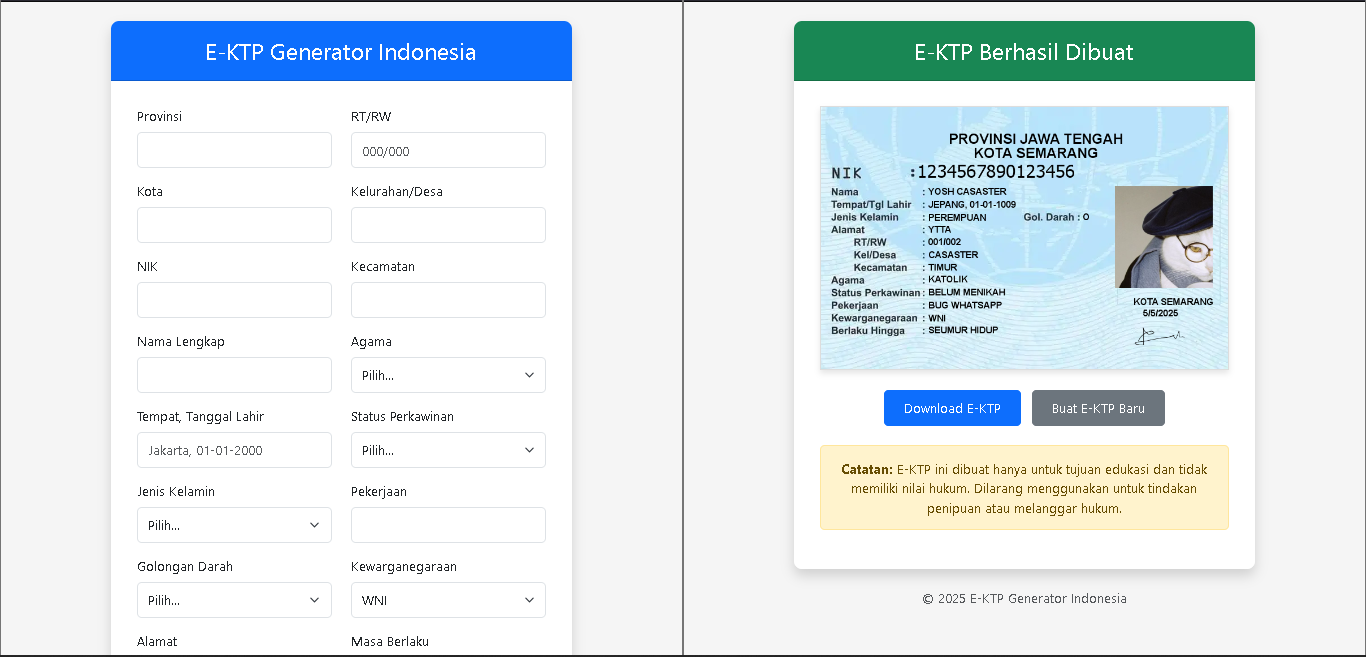 E-KTP Generator Indonesia
Provinsi
RT/RW
000/000
Kota
Kelurahan/Desa
NIK
Kecamatan
Nama Lengkap
Agama
Pilih...
Tempat, Tanggal Lahir
Status Perkawinan
Jakarta, 01-01-2000
Pilih...
Jenis Kelamin
Pekerjaan
Pilih...
Golongan Darah
Kewarganegaraan
Pilih...
WNI
Alamat
Masa Berlaku
E-KTP Berhasil Dibuat
PROVINSI JAWA TENGAH
KOTA SEMARANG
NIK :1234567890123456
Nama : YOSH CASASTER
Tempat/Tgl Lahir : JEPANG, 01-01-1009
Jenis Kelamin : PEREMPUAN Gol. Darah : O
Alamat : YTTA
RT/RW : 001/002
Kel/Desa : CASASTER
Kecamatan : TIMUR
Agama : KATOLIK
Status Perkawinan : BELUM MENIKAH
Pekerjaan : BUG WHATSAPP
Kewarganegaraan : WNI
Berlaku Hingga : SEUMUR HIDUP
KOTA SEMARANG
5/5/2025
Download E-KTP
Buat E-KTP Baru
Catatan: E-KTP ini dibuat hanya untuk tujuan edukasi dan tidak
memiliki nilai hukum. Dilarang menggunakan untuk tindakan
penipuan atau melanggar hukum.
© 2025 E-KTP Generator Indonesia